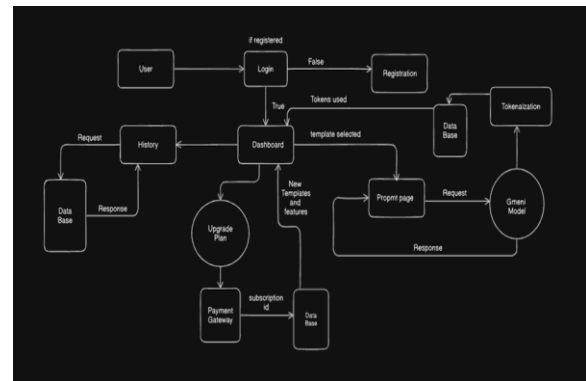 if registered
User
Login
False
Registration
True
Tokens used
Data
Base
Tokenaization
Request
History
Dashboard
template selected
Data
Base
Response
New
Templates
and
features
Propmt page
Request
Gmeni
Model
Upgrade
Plan
Response
Payment
Gateway
subscription
id
Data
Base